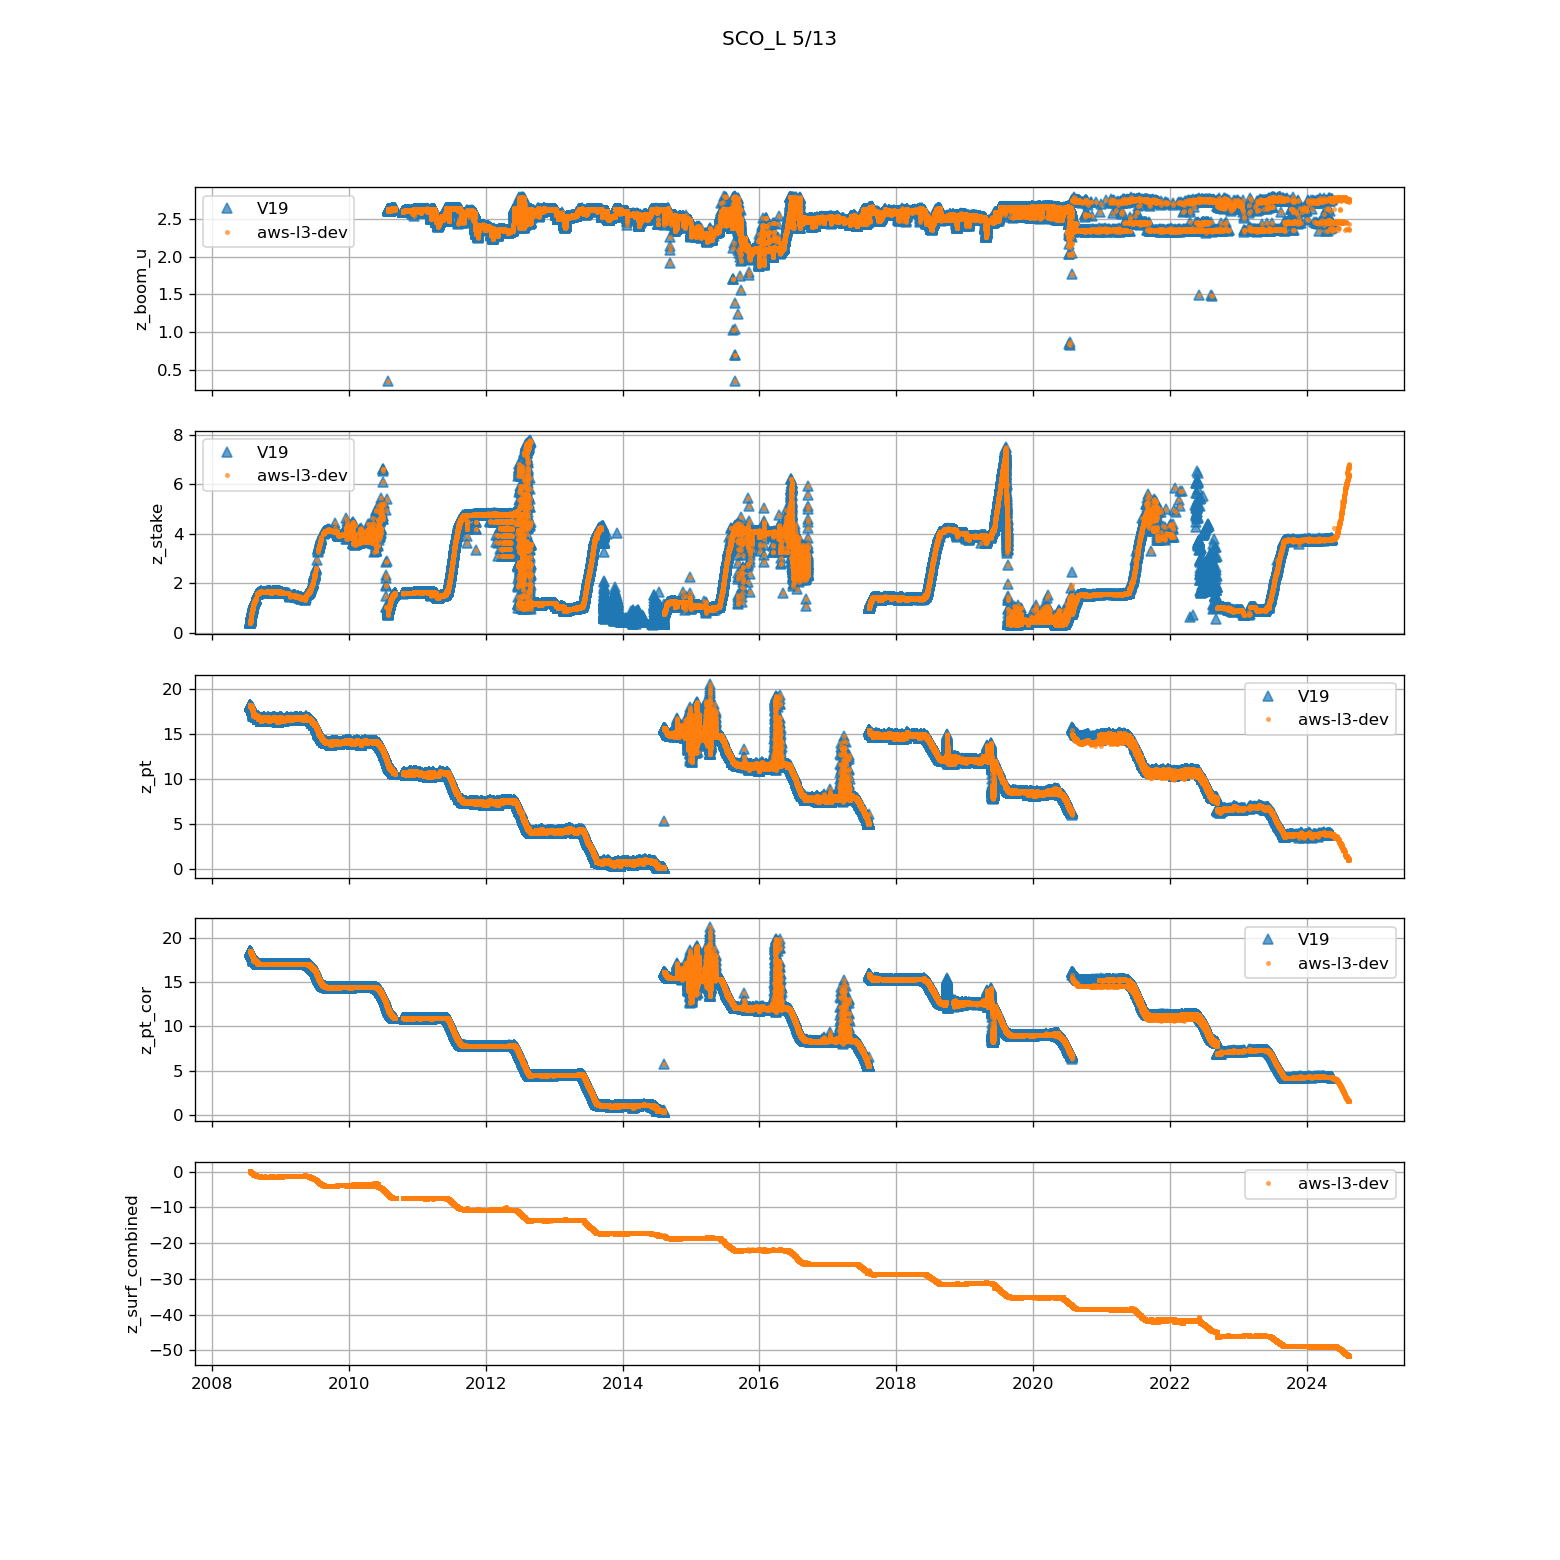 SCO_L 5/13
z_boom_u
2.5
2.0
1.5
1.0
0.5
V19
aws-l3-dev
z_stake
8
6
4
2
0
V19
aws-l3-dev
z_pt
20
15
10
5
0
V19
aws-l3-dev
z_pt_cor
20
15
10
5
0
V19
aws-l3-dev
z_surf_combined
0
−10
−20
−30
−40
−50
aws-l3-dev
2008 2010 2012 2014 2016 2018 2020 2022 2024